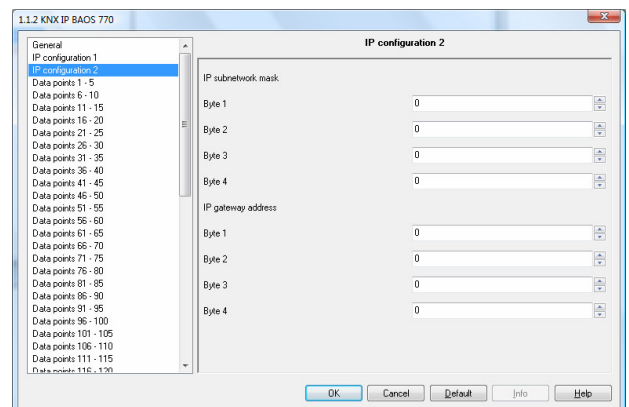 1.1.2 KNX IP BAOS 770
General
IP configuration 1
IP configuration 2
Data points 1 - 5
Data points 6 - 10
Data points 11 - 15
Data points 16 - 20
Data points 21 - 25
Data points 26 - 30
Data points 31 - 35
Data points 36 - 40
Data points 41 - 45
Data points 46 - 50
Data points 51 - 55
Data points 56 - 60
Data points 61 - 65
Data points 66 - 70
Data points 71 - 75
Data points 76 - 80
Data points 81 - 85
Data points 86 - 90
Data points 91 - 95
Data points 96 - 100
Data points 101 - 105
Data points 106 - 110
Data points 111 - 115
Data points 116 - 120
IP configuration 2
IP subnetwork mask
Byte 1 0
Byte 2 0
Byte 3 0
Byte 4 0
IP gateway address
Byte 1 0
Byte 2 0
Byte 3 0
Byte 4 0
OK Cancel Default Info Help